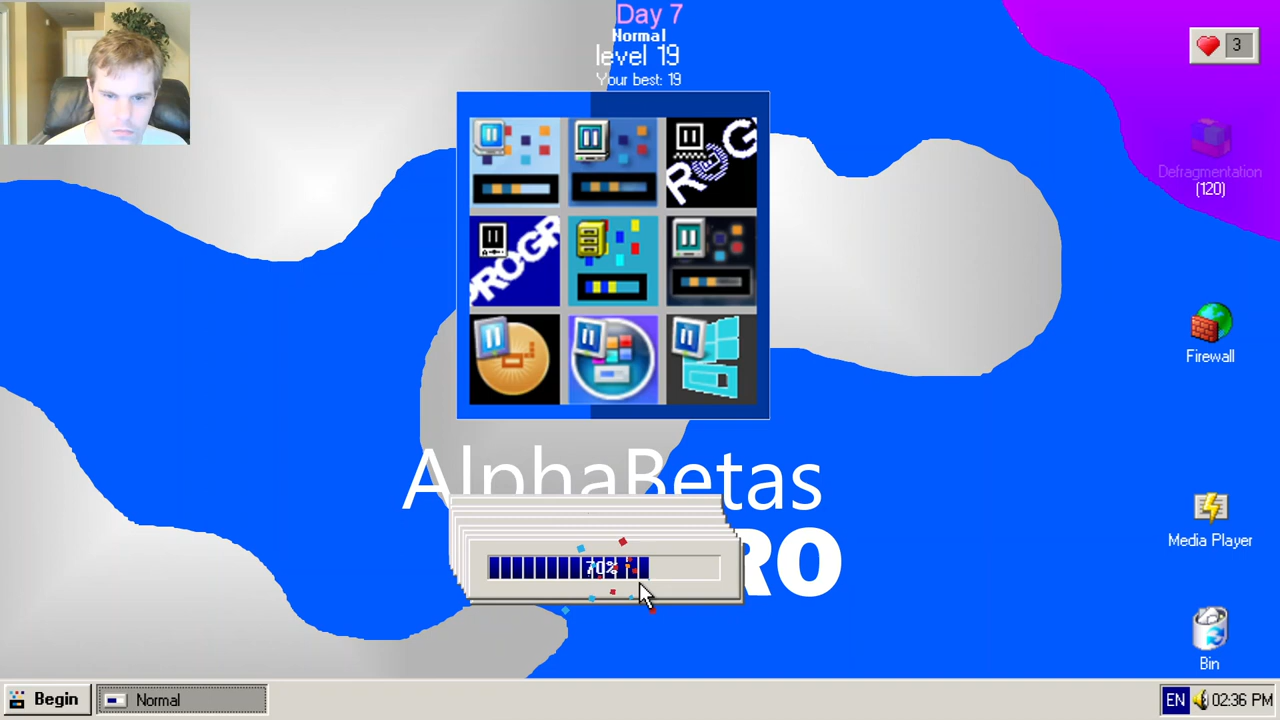 Day 7
Normal
level 19
Your best: 19
3
Defragmentation
(120)
PROGR
Firewall
AlphaBetas
Media Player
70%
RO
Bin
Begin
Normal
EN
02:36 PM